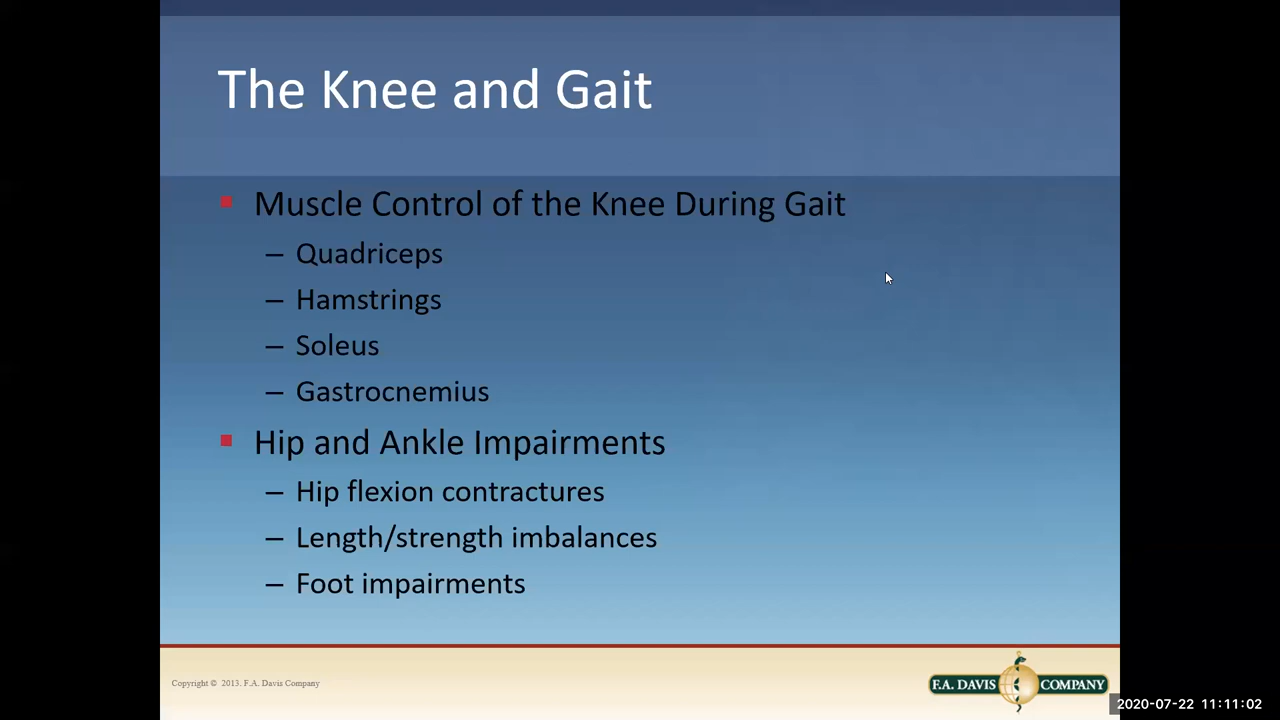 The Knee and Gait
Muscle Control of the Knee During Gait
– Quadriceps
– Hamstrings
– Soleus
– Gastrocnemius
Hip and Ankle Impairments
– Hip flexion contractures
– Length/strength imbalances
– Foot impairments
Copyright © 2013. F.A. Davis Company
F.A. DAVIS COMPANY
2020-07-22 11:11:02